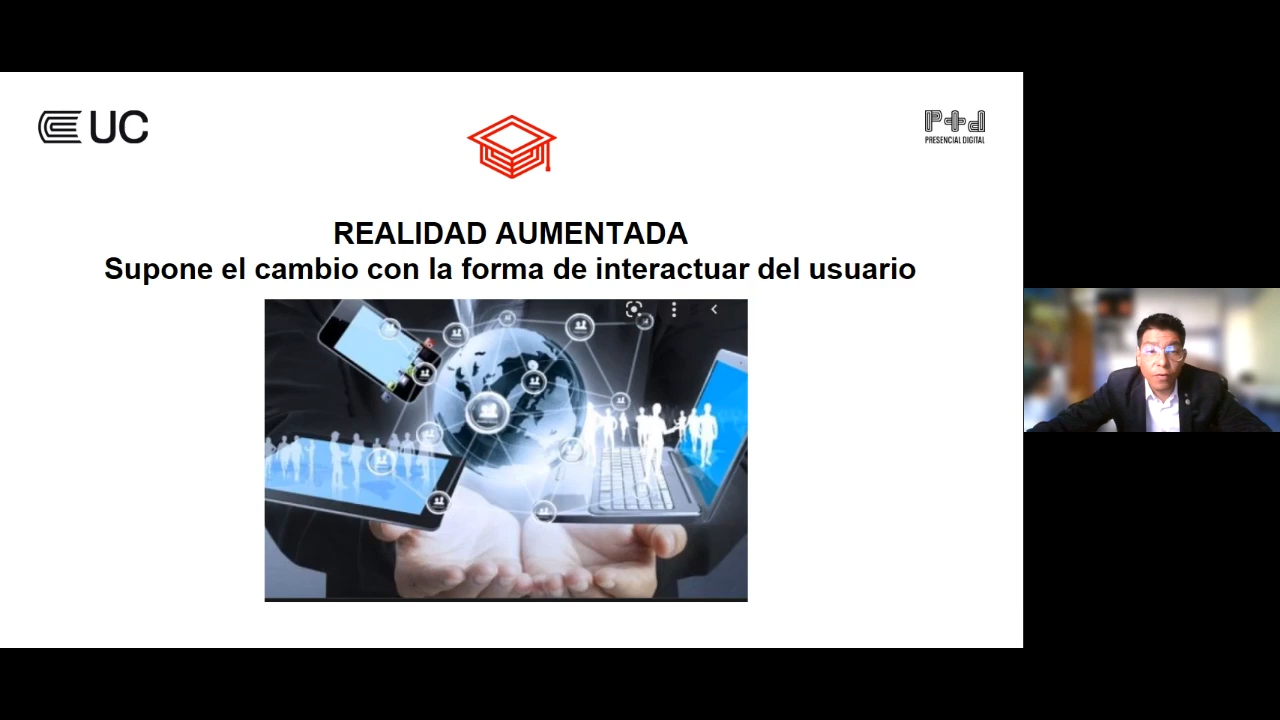 UC
P+d
PRESENCIAL DIGITAL
REALIDAD AUMENTADA
Supone el cambio con la forma de interactuar del usuario